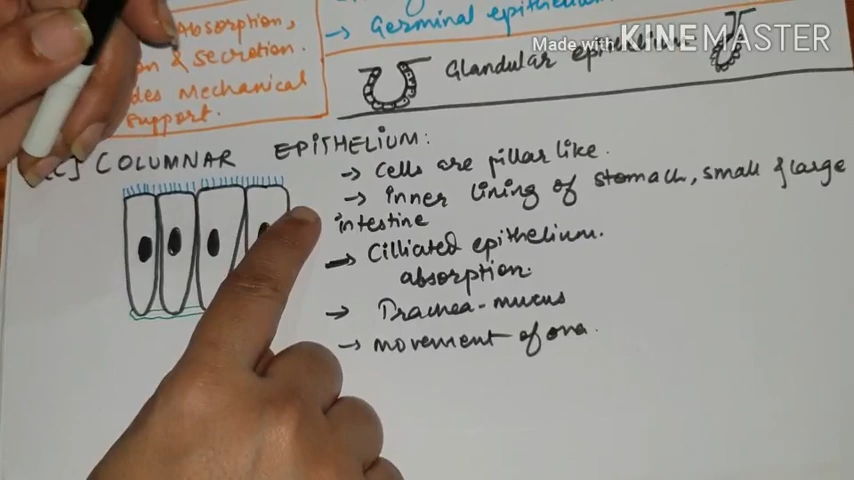 Absorption,
→ Germinal epithelium
Made with KINEMASTER
& secretion.
Glandular epithelium
des Mechanical
support.
[C] COLUMNAR EPITHELIUM:
→ Cells are pillar like.
→ inner lining of stomach, small & large
intestine
→ Cilliated epithelium.
absorption.
→ Trachea - mucus
→ movement of ova.